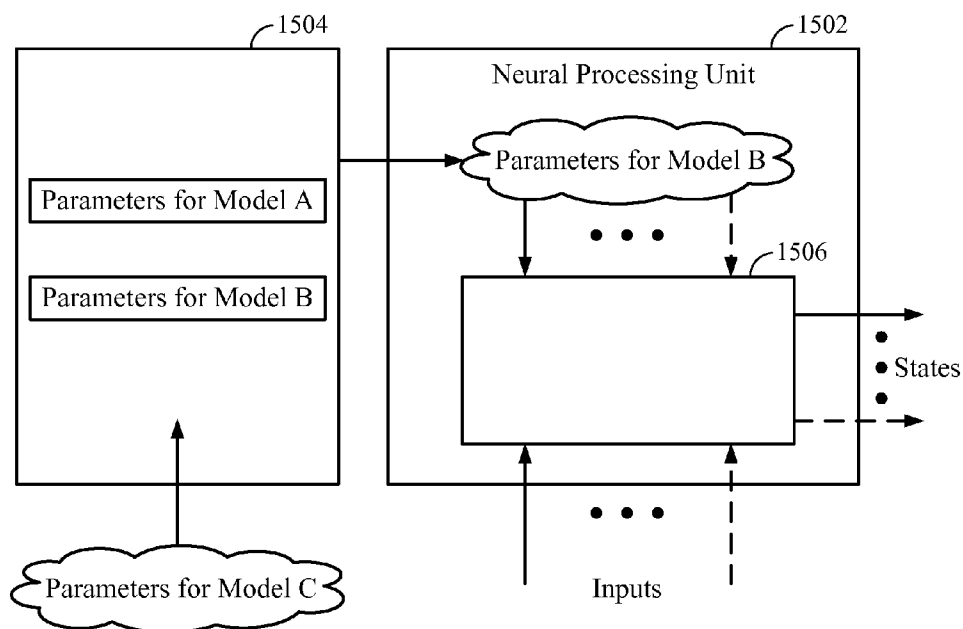 1504
1502
Neural Processing Unit
Parameters for Model B
Parameters for Model A
Parameters for Model B
1506
States
Parameters for Model C
Inputs